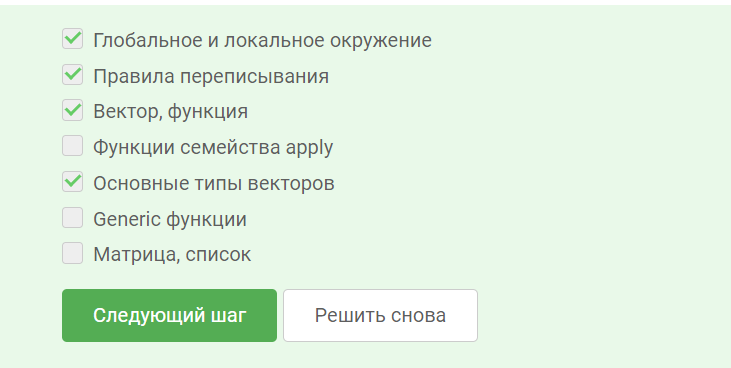 Глобальное и локальное окружение
Правила переписывания
Вектор, функция
Функции семейства apply
Основные типы векторов
Generic функции
Матрица, список
Следующий шаг Решить снова